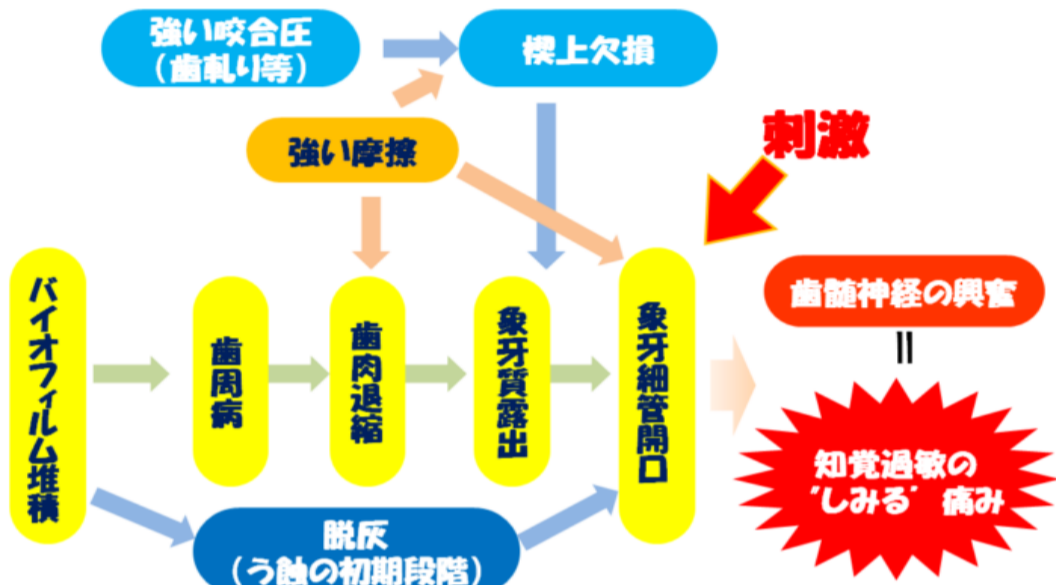 強い咬合圧
（歯軋り等）
楔上欠損
強い摩擦
刺激
バイオフィルム堆積
歯周病
歯肉退縮
象牙質露出
象牙細管開口
歯髄神経の興奮
＝
知覚過敏の
‘しみる’ 痛み
脱灰
（う蝕の初期段階）